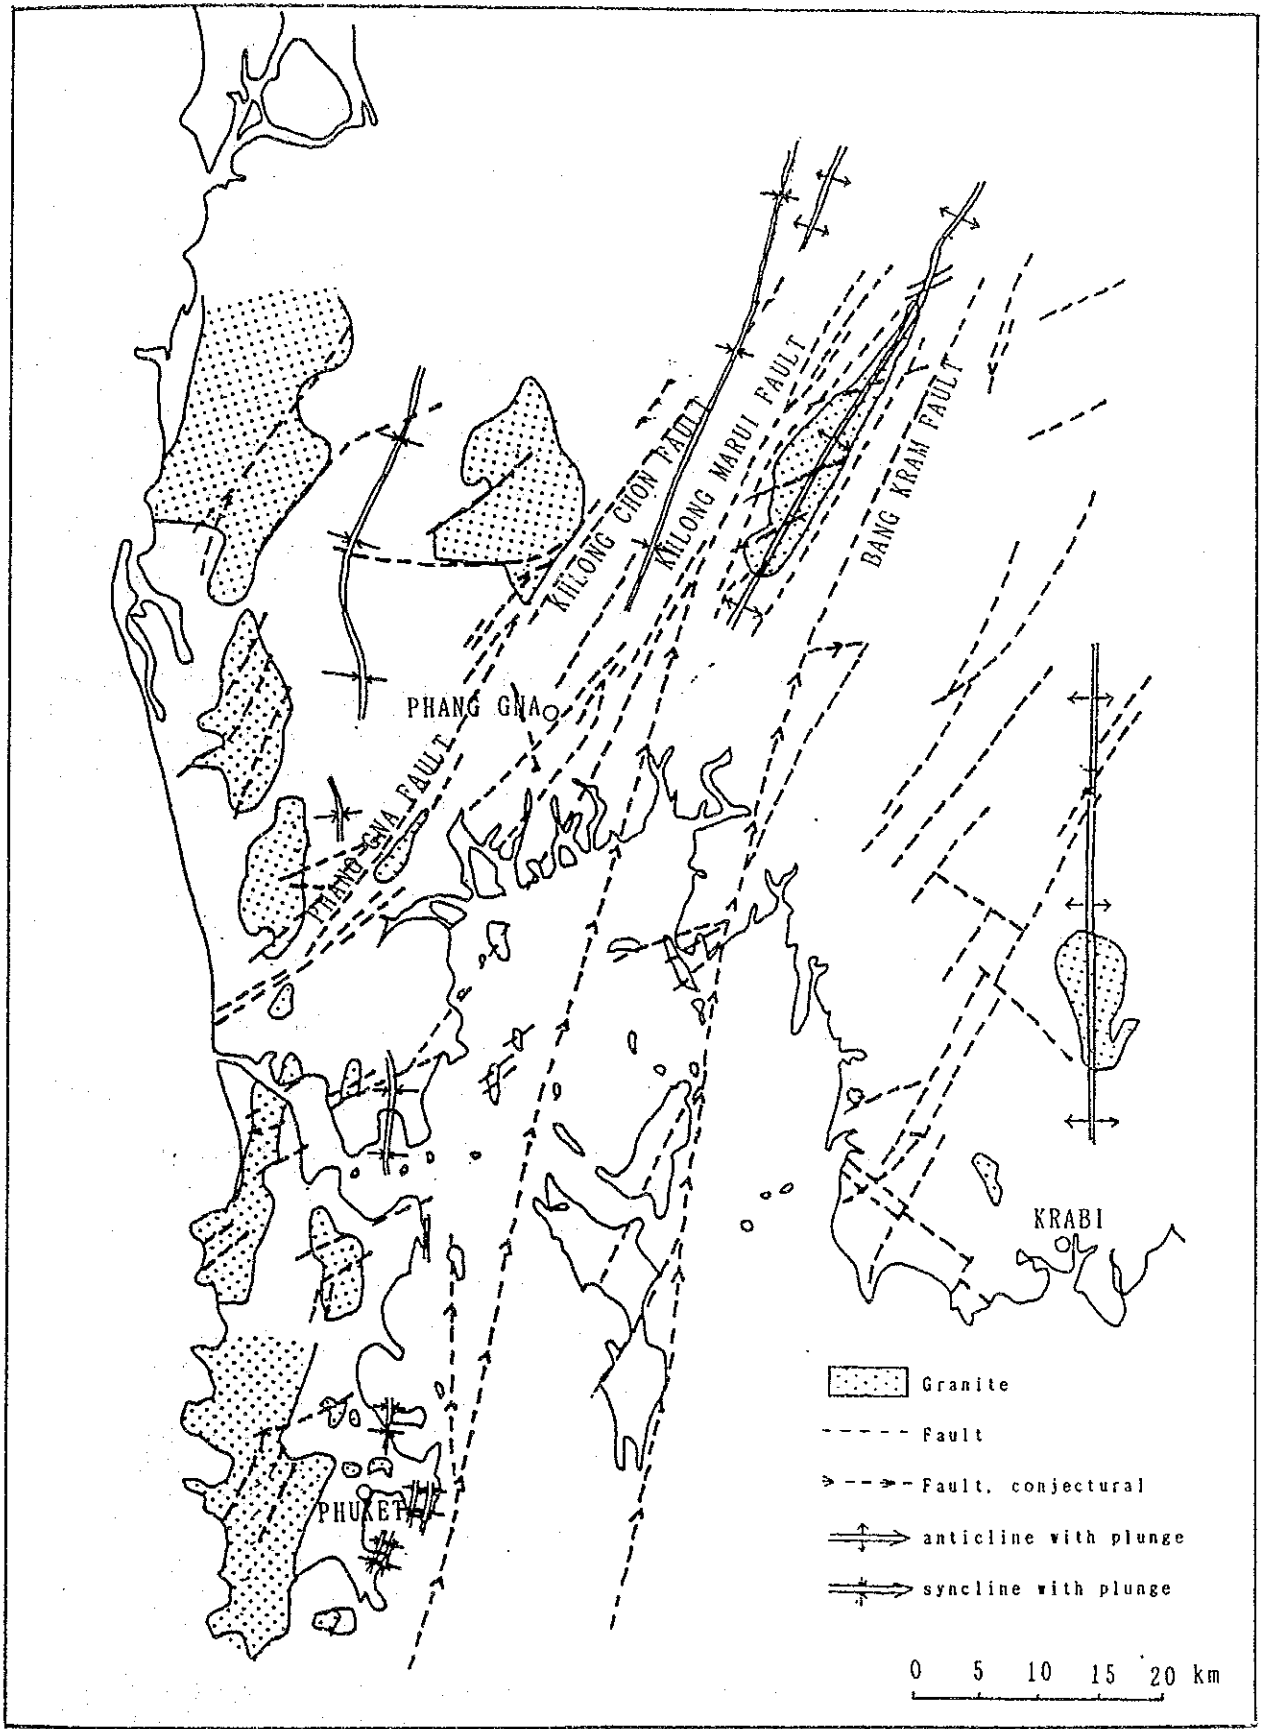 KHLONG MARUI FAULT
BANG KRAM FAULT
KHLONG CHON FAULT
PHANG GNA
PHANG GNA FAULT
KRABI
Granite
Fault
Fault, conjectural
PHUKET
anticline with plunge
syncline with plunge
0 5 10 15 20 km